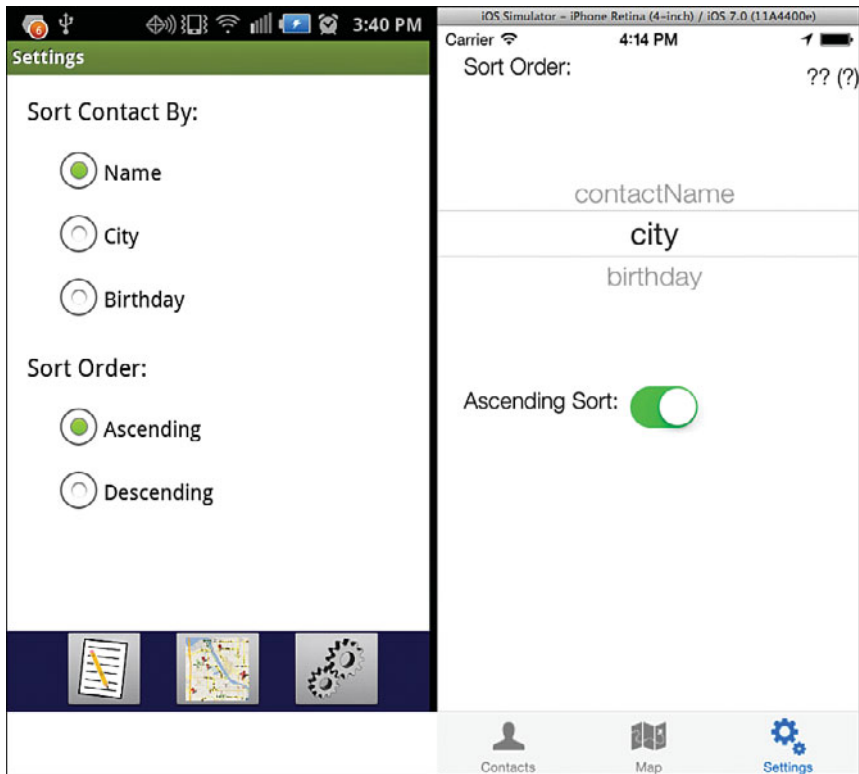 6
3:40 PM
Settings
Sort Contact By:
Name
City
Birthday
Sort Order:
Ascending
Descending
iOS Simulator – iPhone Retina (4-inch) / iOS 7.0 (11A4400e)
Carrier
4:14 PM
Sort Order:
?? (?)
contactName
city
birthday
Ascending Sort:
Contacts
Map
Settings